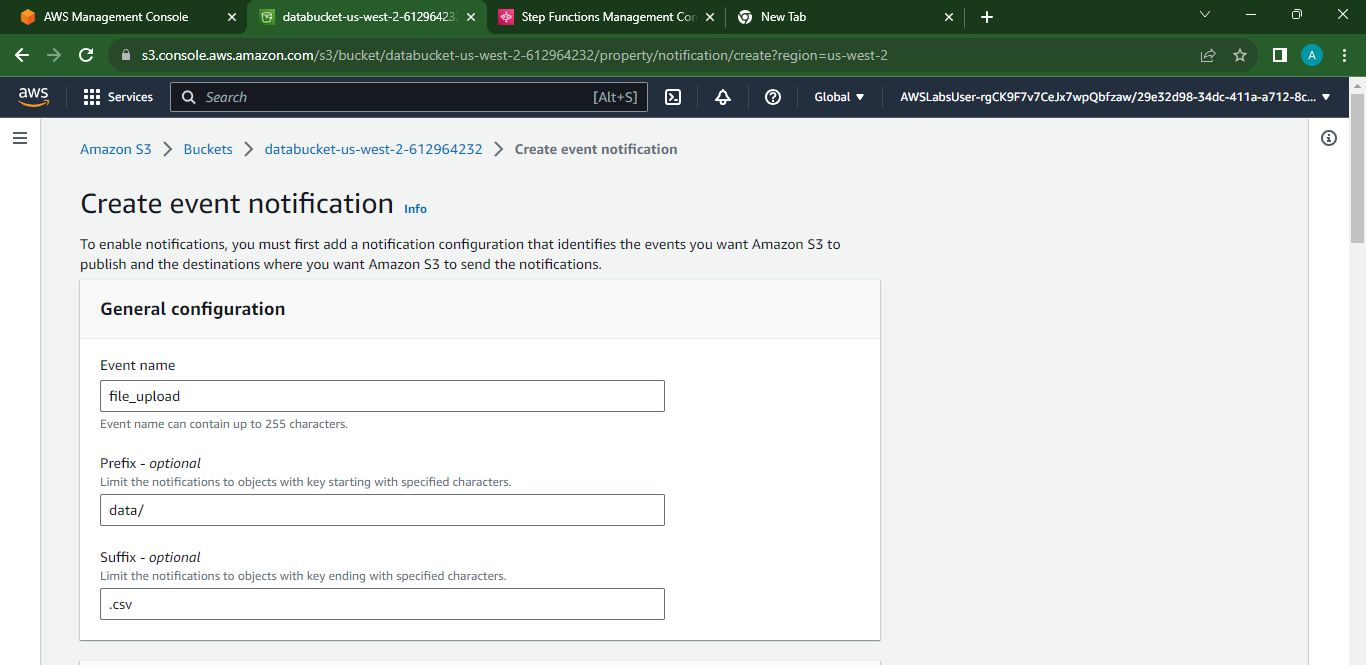 AWS Management Console
databucket-us-west-2-61296423
Step Functions Management Con
New Tab
s3.console.aws.amazon.com/s3/bucket/databucket-us-west-2-612964232/property/notification/create?region=us-west-2
A
aws
Services
Search
[Alt+S]
Global
AWSLabsUser-rgCK9F7v7CeJx7wpQbfzaw/29e32d98-34dc-411a-a712-8c...
Amazon S3 > Buckets > databucket-us-west-2-612964232 > Create event notification
Create event notification Info
To enable notifications, you must first add a notification configuration that identifies the events you want Amazon S3 to
publish and the destinations where you want Amazon S3 to send the notifications.
General configuration
Event name
file_upload
Event name can contain up to 255 characters.
Prefix - optional
Limit the notifications to objects with key starting with specified characters.
data/
Suffix - optional
Limit the notifications to objects with key ending with specified characters.
.csv